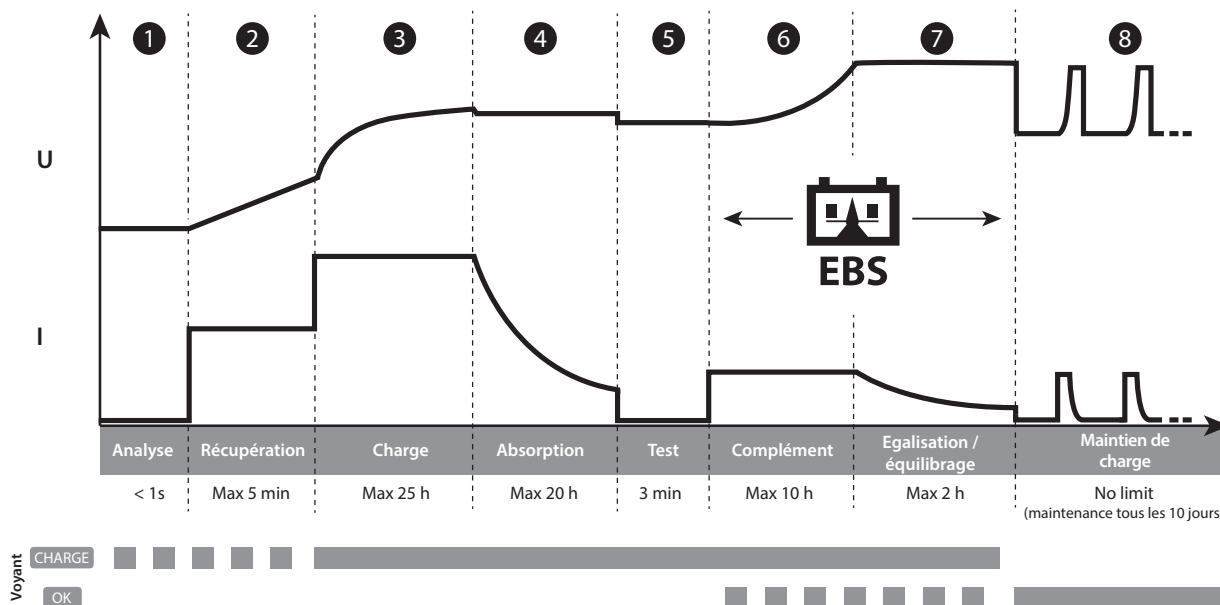 1 2 3 4 5 6 7 8
U
EBS
I
Analyse Récupération Charge Absorption Test Complément Egalisation / équilibrage Maintien de charge
< 1s Max 5 min Max 25 h Max 20 h 3 min Max 10 h Max 2 h No limit
(maintenance tous les 10 jours
Voyant
CHARGE
OK